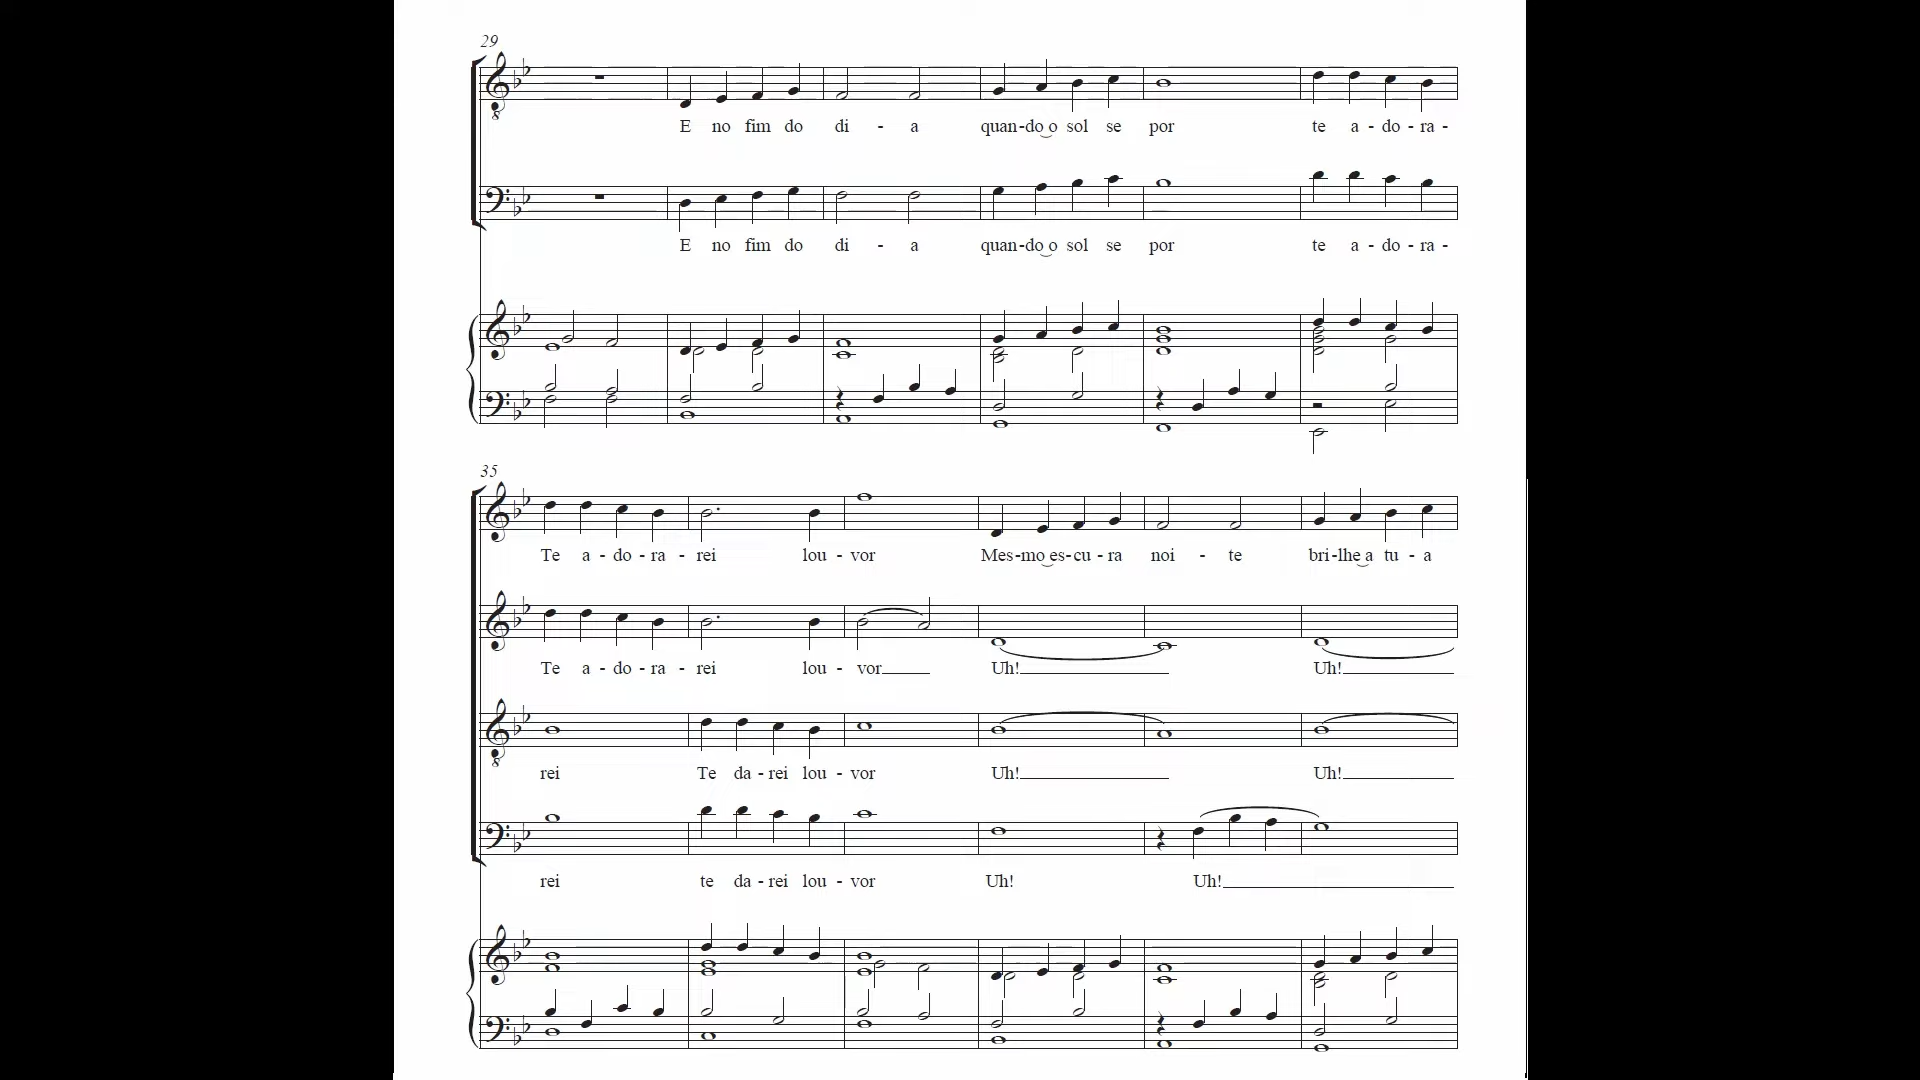 29
E no fim do di - a quan-do o sol se por te a - do - ra -
E no fim do di - a quan-do o sol se por te a - do - ra -
35
Te a - do - ra - rei lou - vor Mes-mo es-cu - ra noi - te bri-lhe a tu - a
Te a - do - ra - rei lou - vor Uh! Uh!
rei Te da - rei lou - vor Uh! Uh!
rei te da - rei lou - vor Uh! Uh!